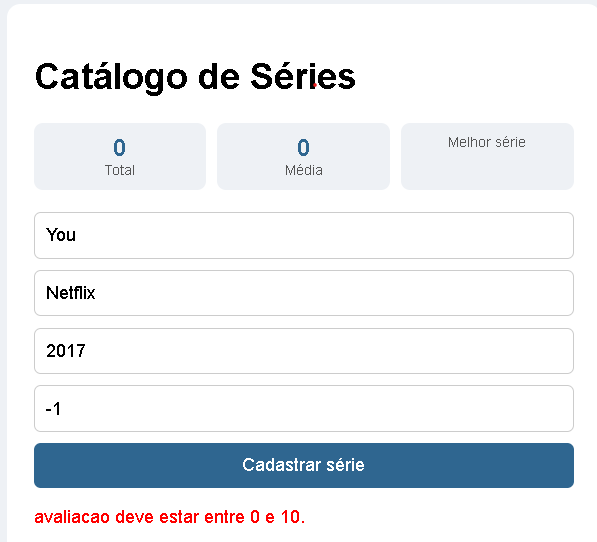 Catálogo de Séries
0
Total
0
Média
Melhor série
You
Netflix
2017
-1
Cadastrar série
avaliacao deve estar entre 0 e 10.